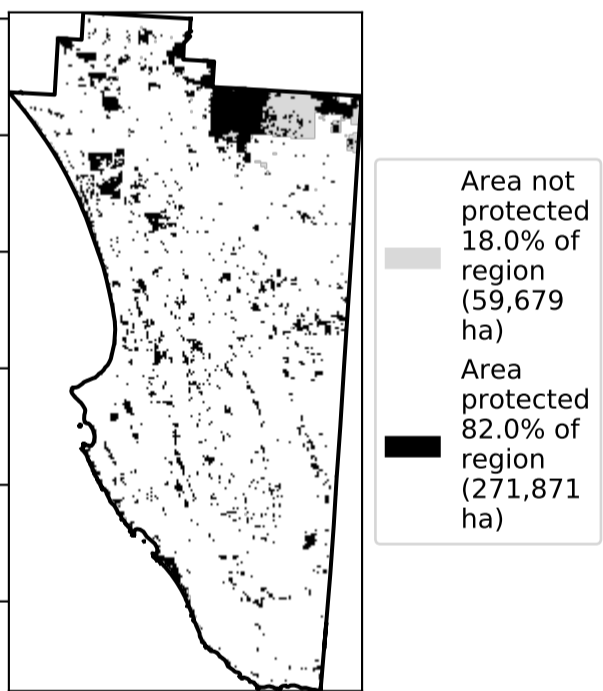 Area not
protected
18.0% of
region
(59,679
ha)
Area
protected
82.0% of
region
(271,871
ha)